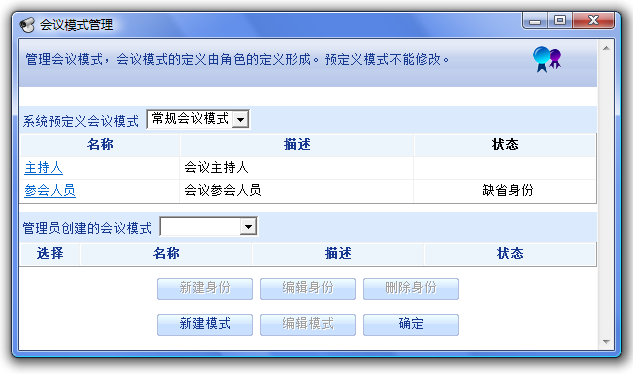 会议模式管理
管理会议模式，会议模式的定义由角色的定义形成。预定义模式不能修改。
系统预定义会议模式 常规会议模式
名称 描述 状态
主持人 会议主持人
参会人员 会议参会人员 缺省身份
管理员创建的会议模式
选择 名称 描述 状态
新建身份 编辑身份 删除身份
新建模式 编辑模式 确定